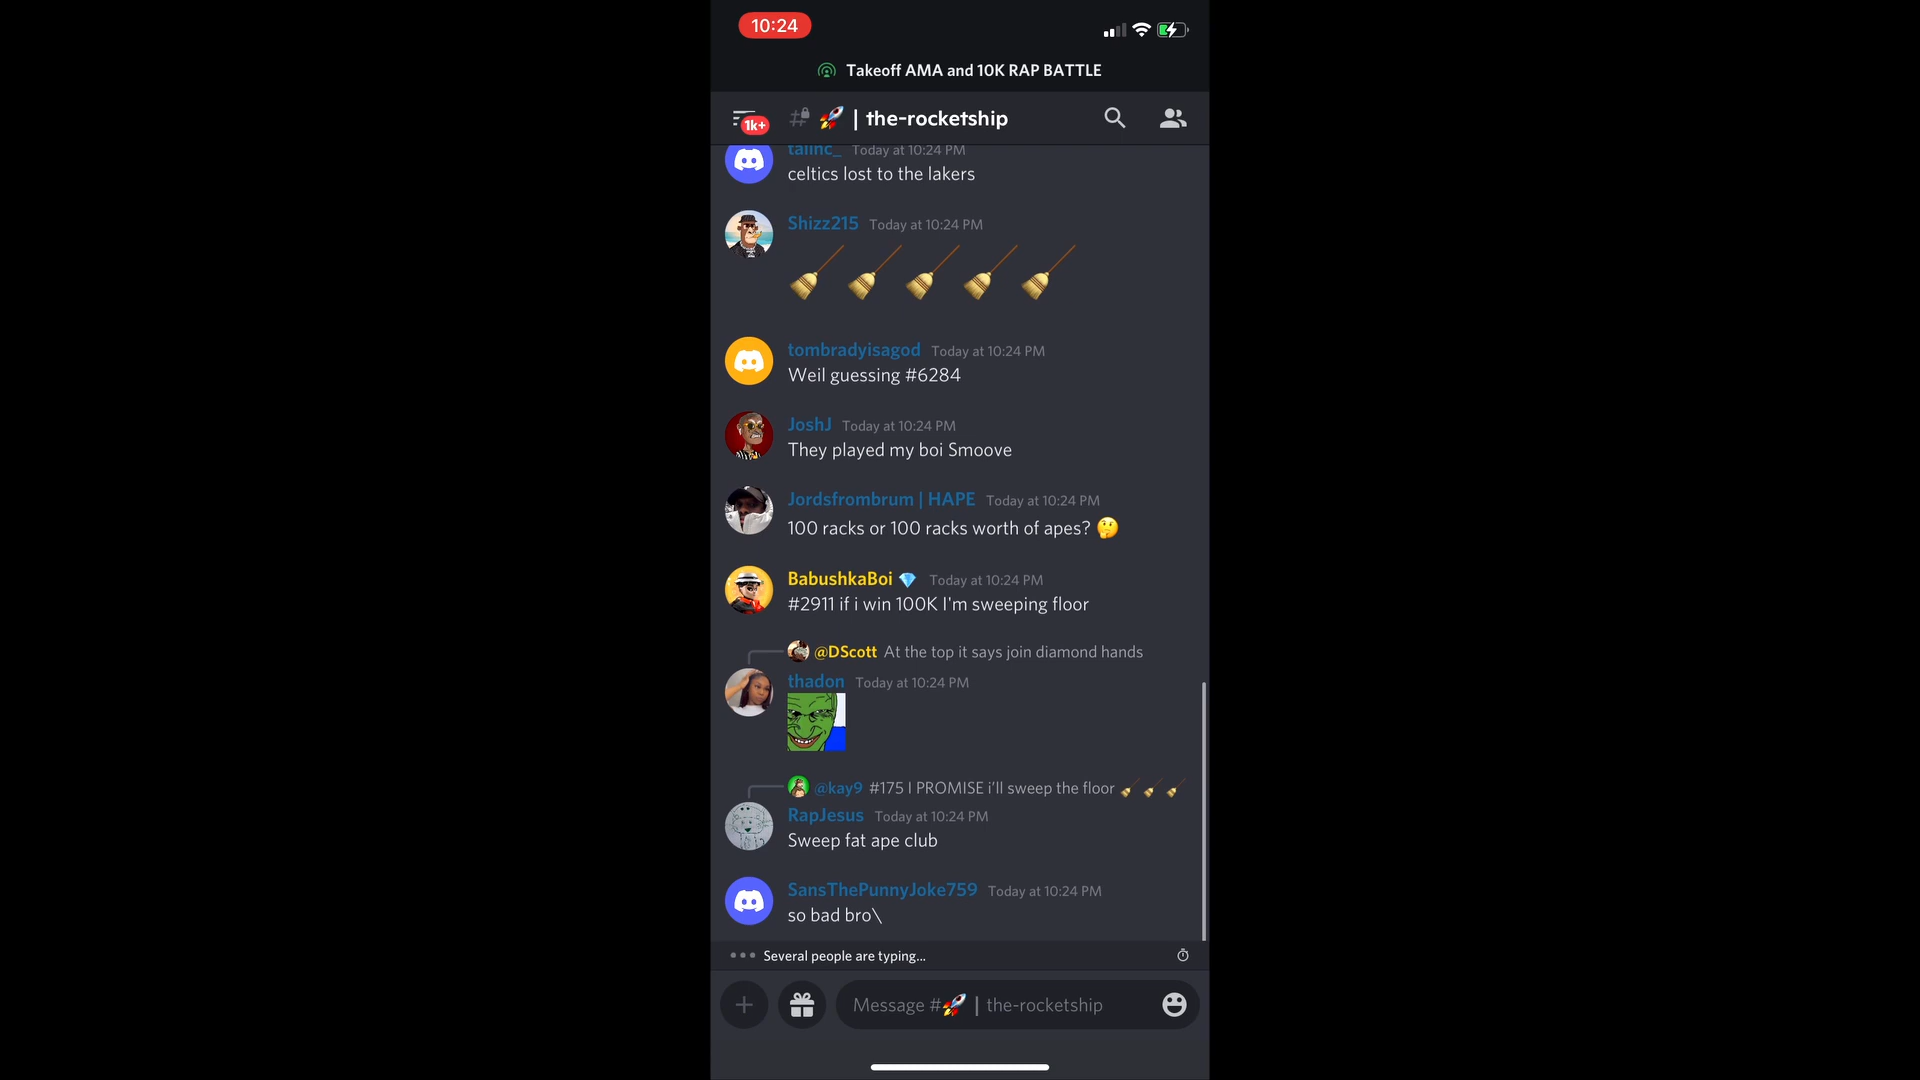 10:24
Takeoff AMA and 10K RAP BATTLE
1k+
# 🚀 | the-rocketship
talinc_ Today at 10:24 PM
celtics lost to the lakers
Shizz215 Today at 10:24 PM
🧹 🧹 🧹 🧹 🧹
tombradyisagod Today at 10:24 PM
Weil guessing #6284
JoshJ Today at 10:24 PM
They played my boi Smoove
Jordsfrombrum | HAPE Today at 10:24 PM
100 racks or 100 racks worth of apes? 🤔
BabushkaBoi 💎 Today at 10:24 PM
#2911 if i win 100K I'm sweeping floor
@DScott At the top it says join diamond hands
thadon Today at 10:24 PM
@kay9 #175 I PROMISE i'll sweep the floor 🧹 🧹 🧹
RapJesus Today at 10:24 PM
Sweep fat ape club
SansThePunnyJoke759 Today at 10:24 PM
so bad bro\
Several people are typing...
Message #🚀 | the-rocketship